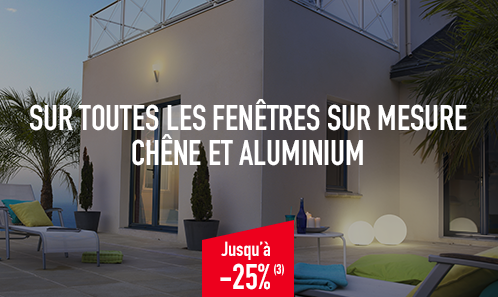 SUR TOUTES LES FENÊTRES SUR MESURE
CHÊNE ET ALUMINIUM
Jusqu'à
-25% (3)